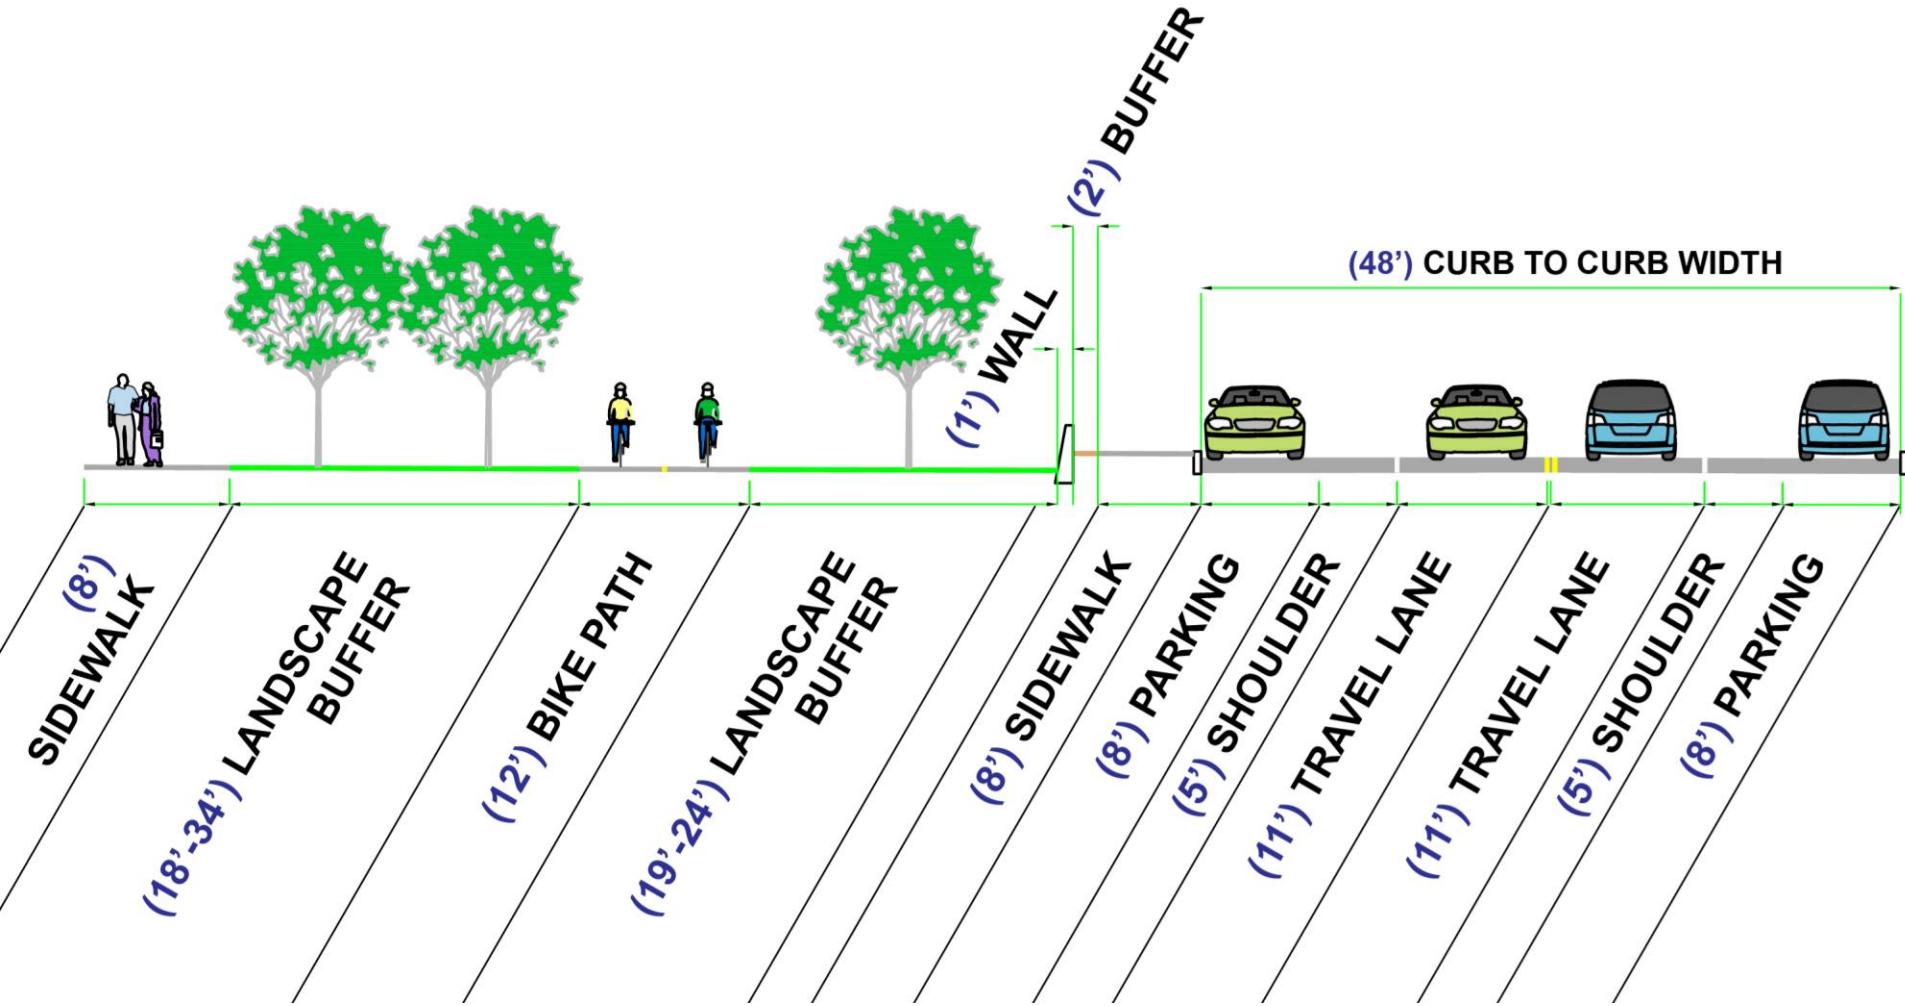 (2’) BUFFER
(48’) CURB TO CURB WIDTH
(1’) WALL
(8’)
SIDEWALK
(18’-34’) LANDSCAPE
BUFFER
(12’) BIKE PATH
(19’-24’) LANDSCAPE
BUFFER
(8’) SIDEWALK
(8’) PARKING
(5’) SHOULDER
(11’) TRAVEL LANE
(11’) TRAVEL LANE
(5’) SHOULDER
(8’) PARKING